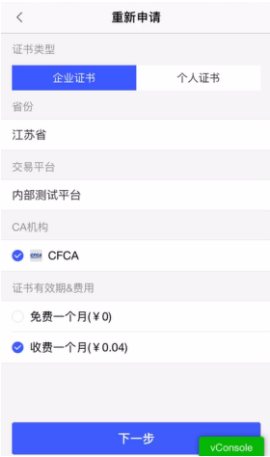 重新申请
证书类型
企业证书
个人证书
省份
江苏省
交易平台
内部测试平台
CA机构
CFCA
证书有效期&费用
免费一个月(¥0)
收费一个月(¥0.04)
下一步
vConsole